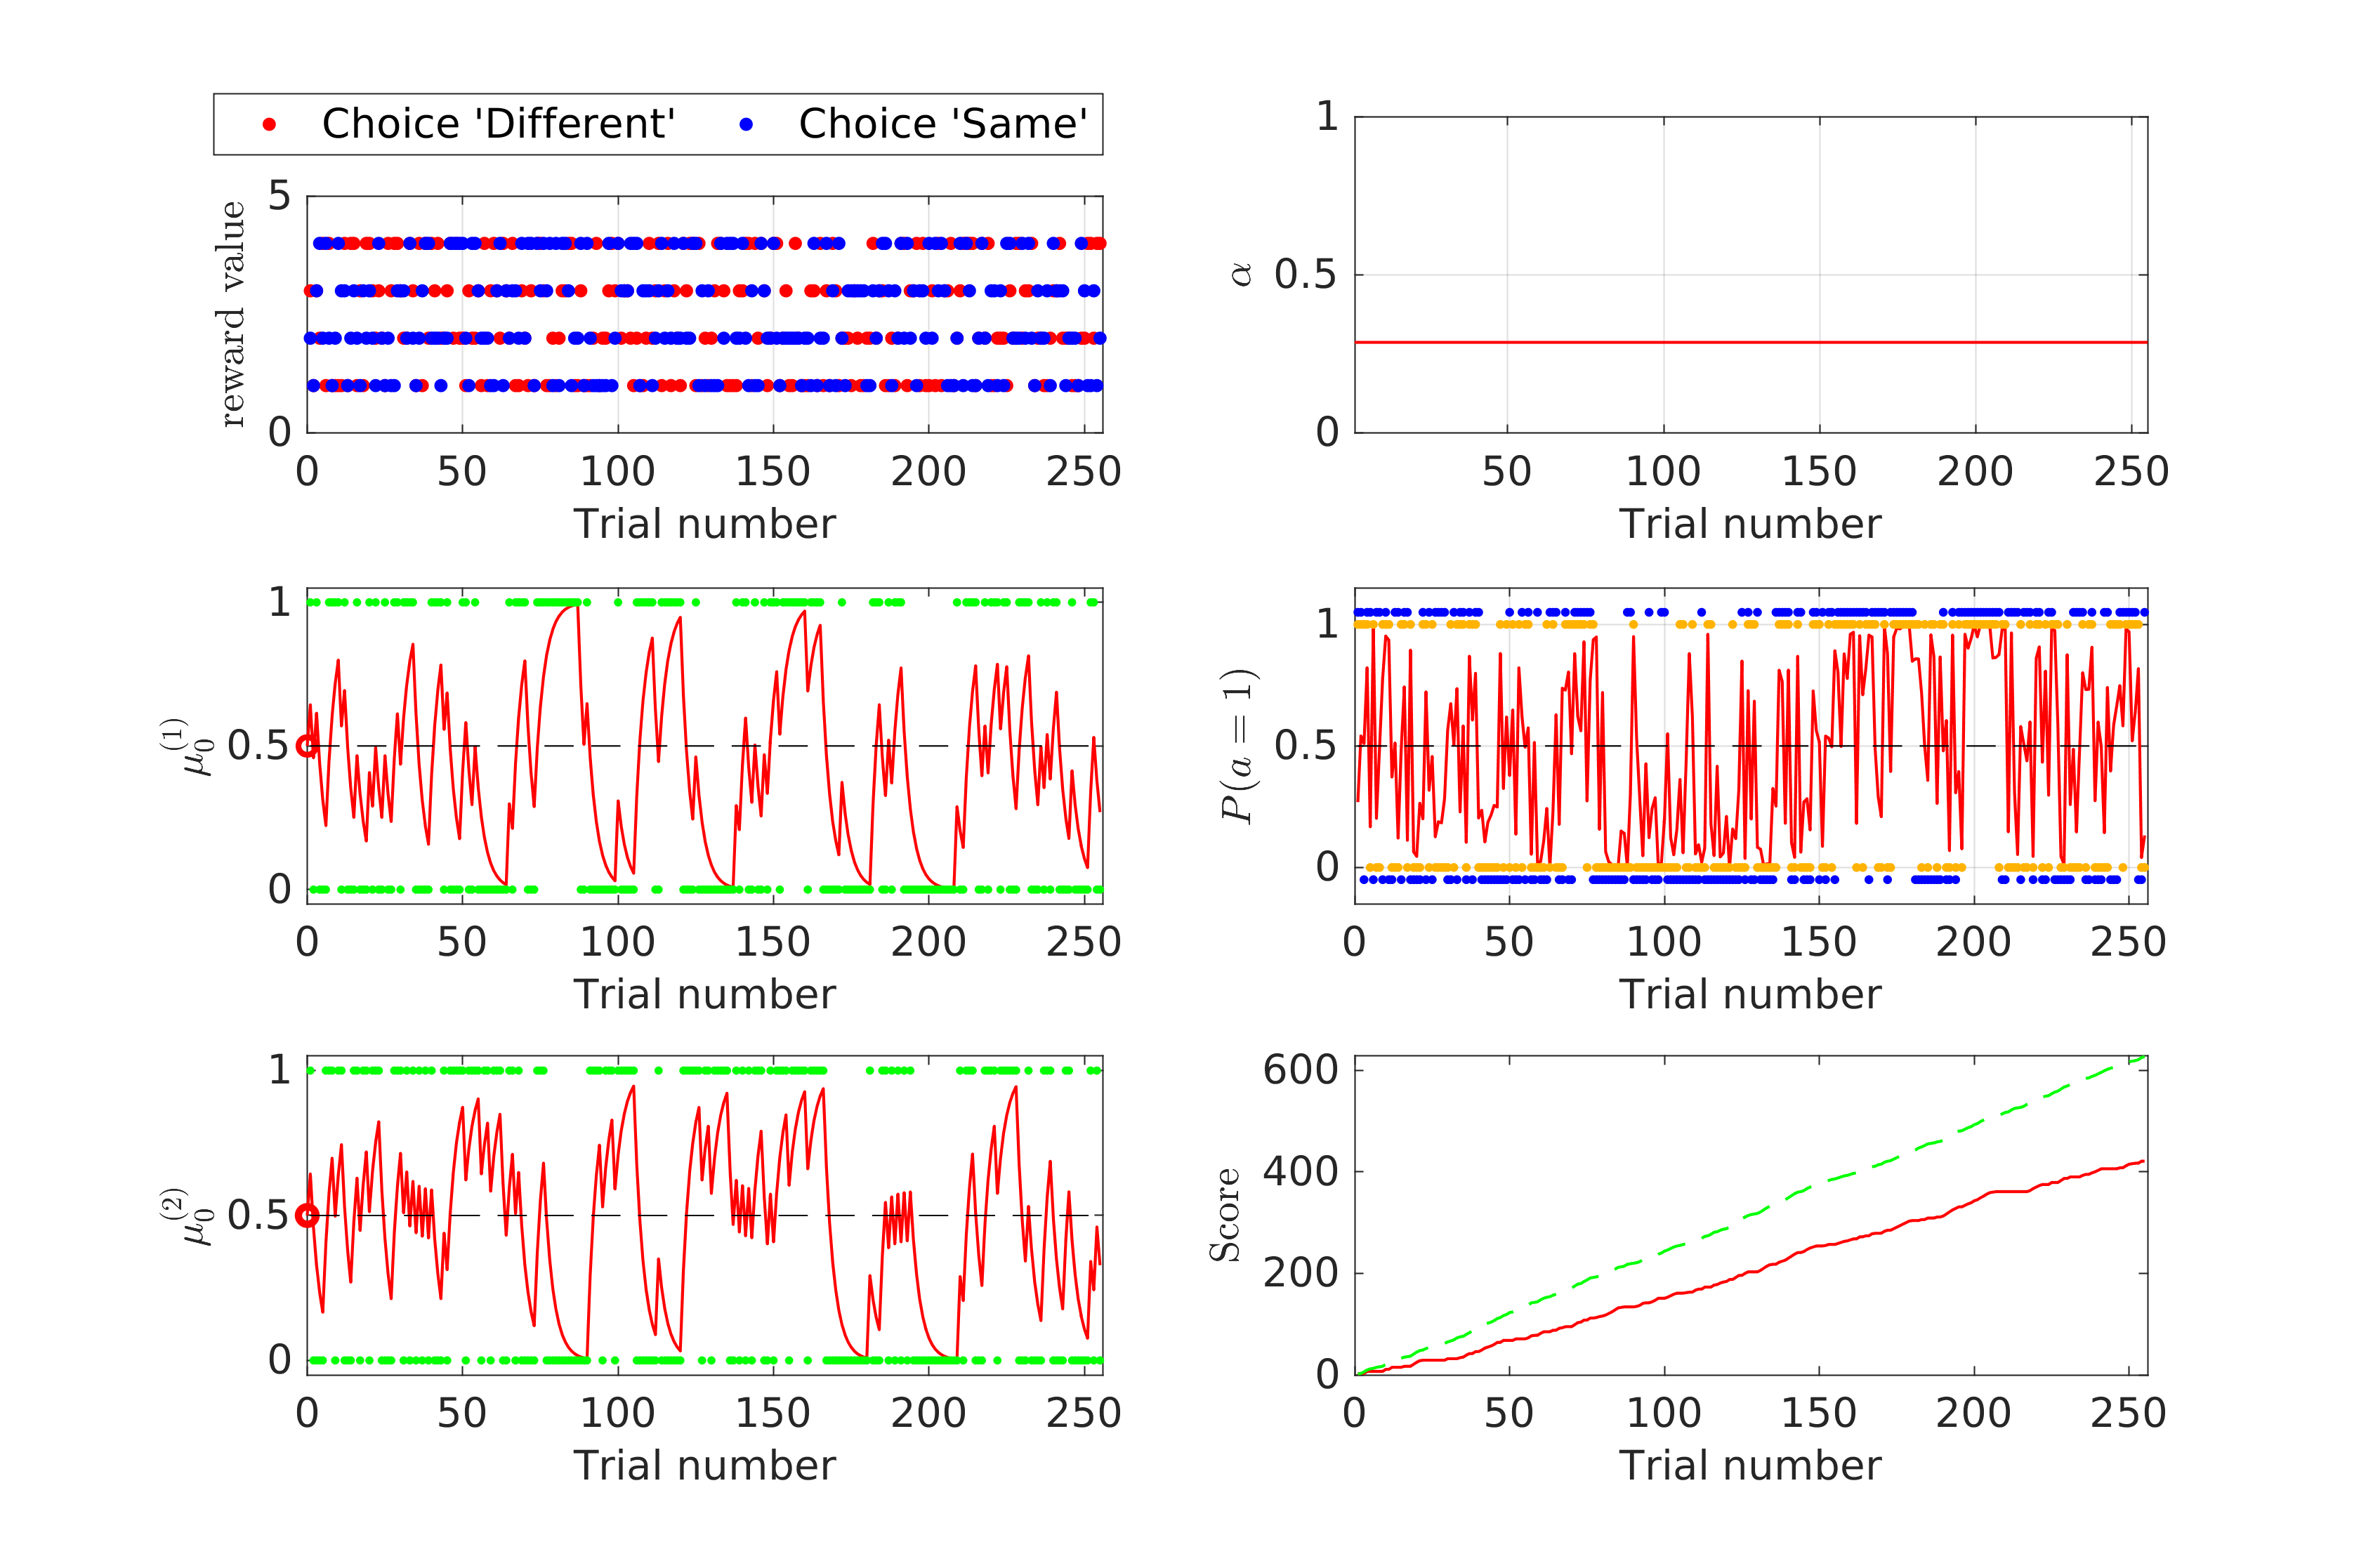 Choice 'Different' Choice 'Same'
5
0
reward value
0 50 100 150 200 250
Trial number
1
0.5
0
α
50 100 150 200 250
Trial number
1
0.5
0
μ₀⁽¹⁾
0 50 100 150 200 250
Trial number
1
0.5
0
P(a = 1)
0 50 100 150 200 250
Trial number
1
0.5
0
μ₀⁽²⁾
0 50 100 150 200 250
Trial number
600
400
200
0
Score
0 50 100 150 200 250
Trial number